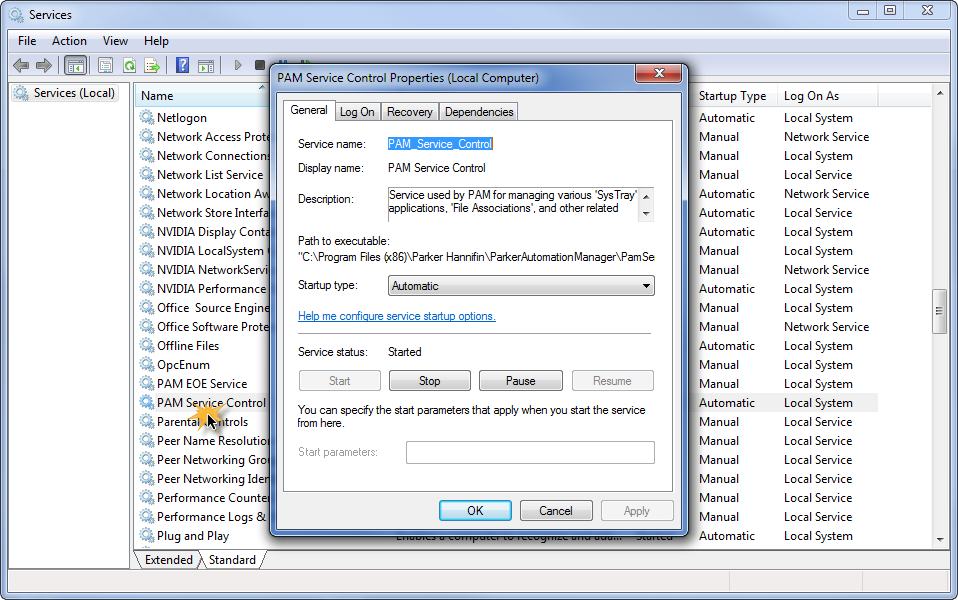 Services
File Action View Help
PAM Service Control Properties (Local Computer)
Services (Local)
Name
Startup Type Log On As
Netlogon
Automatic Local System
Network Access Prote
Manual Network Service
Network Connections
Manual Local System
Network List Service
Manual Local Service
Network Location Aw
Automatic Network Service
Network Store Interfa
Automatic Local Service
NVIDIA Display Conta
Automatic Local System
NVIDIA LocalSystem
Manual Local System
NVIDIA NetworkServi
Manual Network Service
NVIDIA Performance
Automatic Local System
Office Source Engine
Manual Local System
Office Software Prote
Manual Network Service
Offline Files
Automatic Local System
OpcEnum
Manual Local System
PAM EOE Service
Manual Local System
PAM Service Control
Automatic Local System
Parental Controls
Manual Local Service
Peer Name Resolution
Manual Local Service
Peer Networking Gro
Manual Local Service
Peer Networking Iden
Manual Local Service
Performance Counte
Manual Local Service
Performance Logs &
Manual Local Service
Plug and Play
Enables a computer to recognize and ada... Started
Automatic Local System
General Log On Recovery Dependencies
Service name: PAM_Service_Control
Display name: PAM Service Control
Description: Service used by PAM for managing various 'SysTray'
applications, 'File Associations', and other related
Path to executable:
"C:\Program Files (x86)\Parker Hannifin\ParkerAutomationManager\PamSe
Startup type: Automatic
Help me configure service startup options.
Service status: Started
Start Stop Pause Resume
You can specify the start parameters that apply when you start the service
from here.
Start parameters:
OK Cancel Apply
Extended Standard